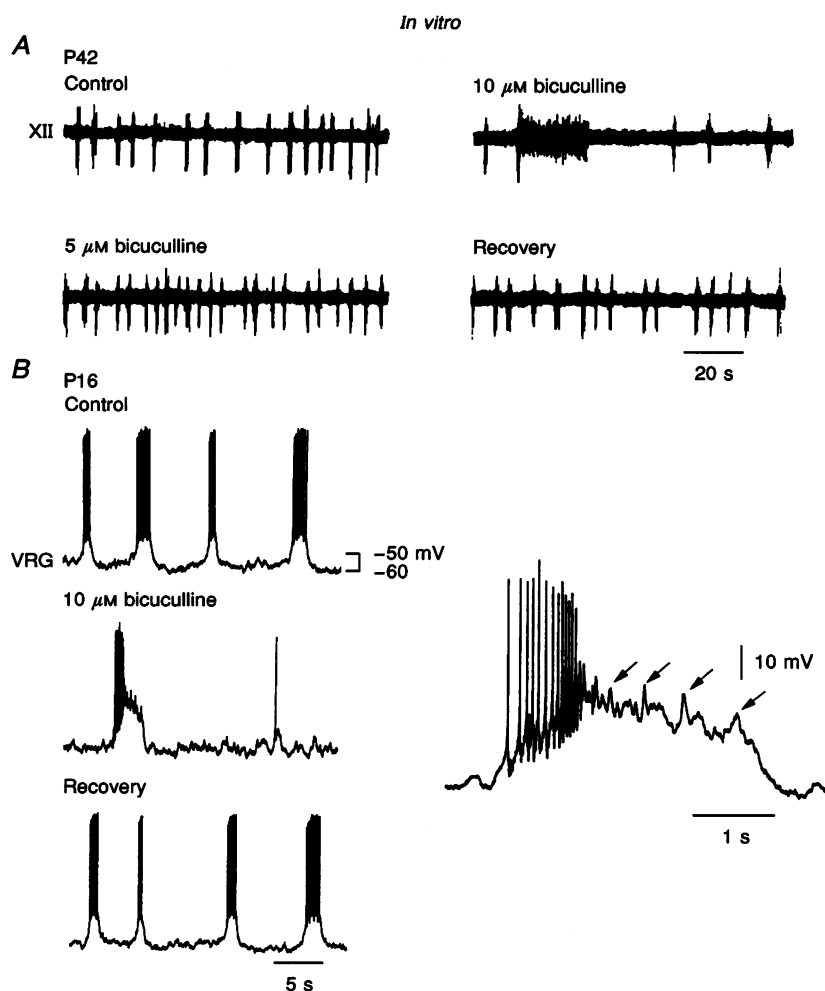 In vitro
A
P42
Control
10 μM bicuculline
XII
5 μM bicuculline
Recovery
20 s
B
P16
Control
VRG
−50 mV
−60
10 μM bicuculline
10 mV
Recovery
1 s
5 s